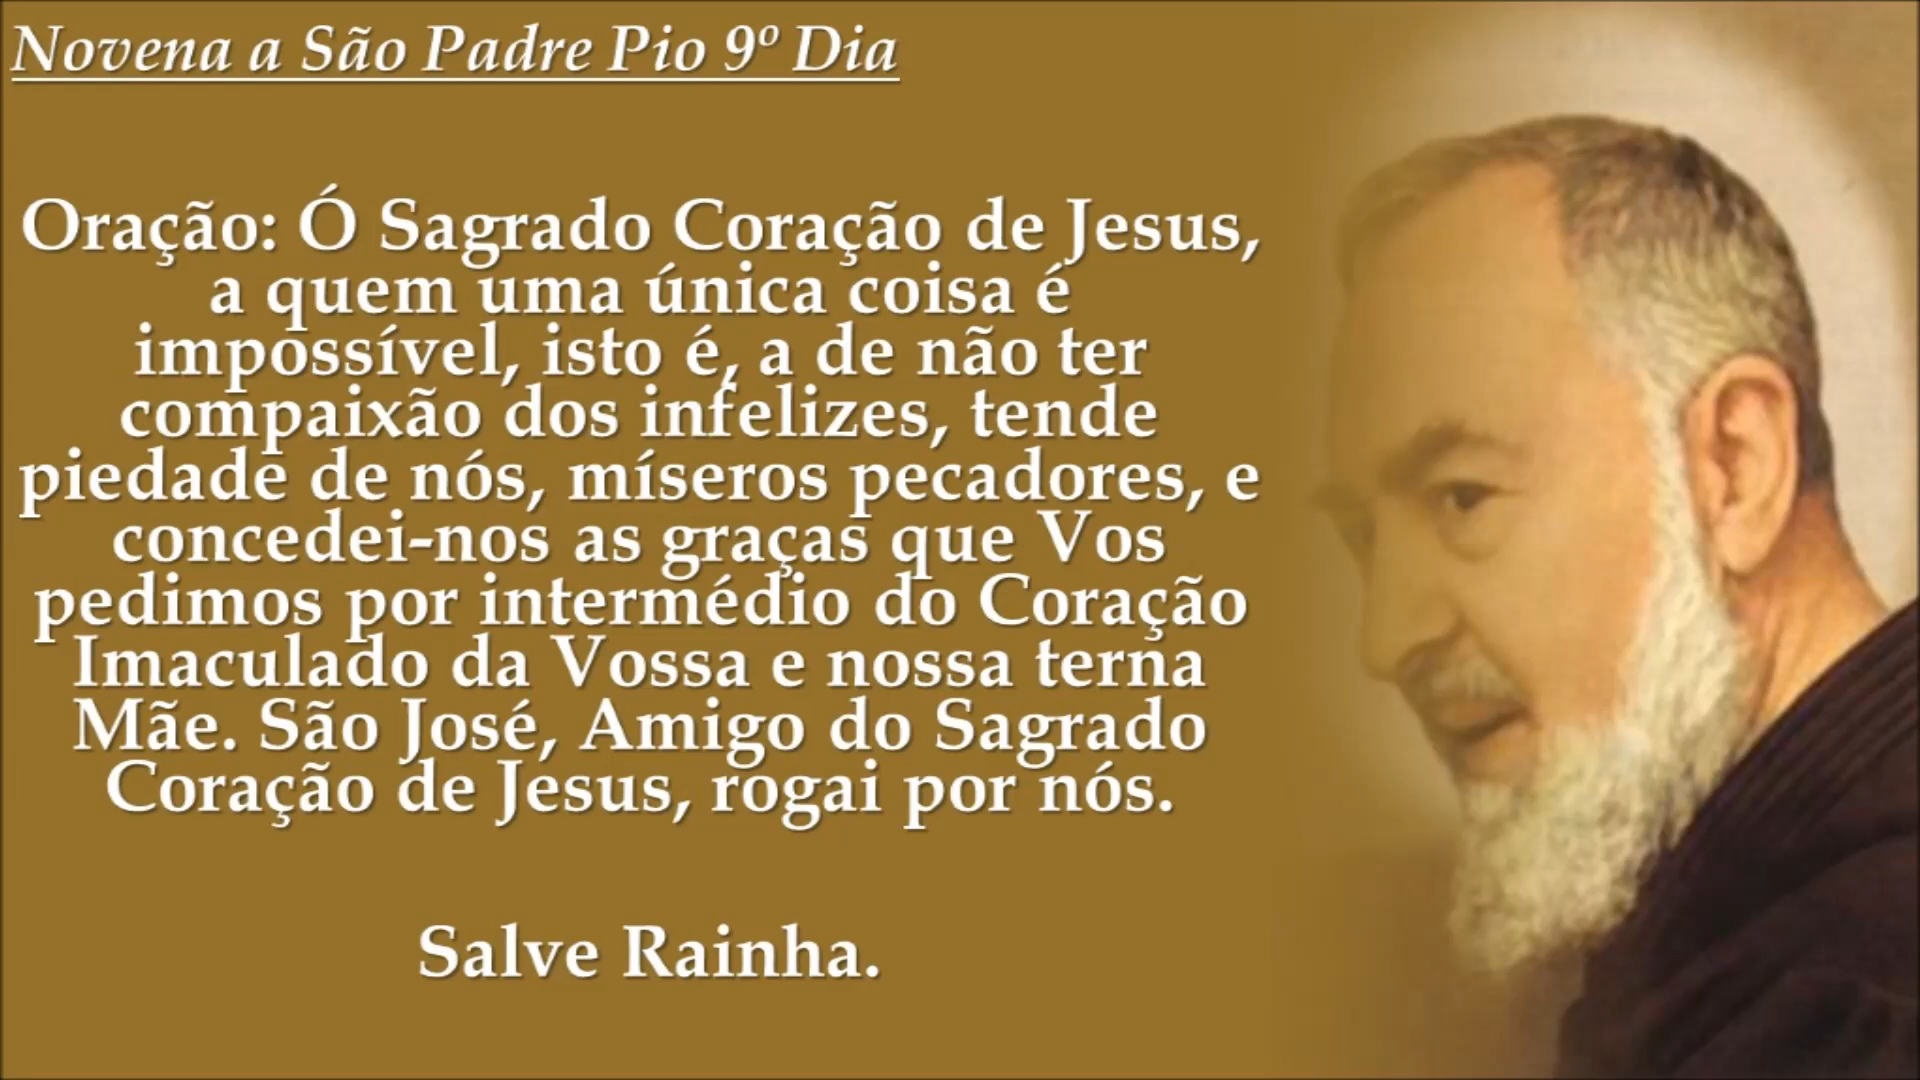 Novena a São Padre Pio 9º Dia
Oração: Ó Sagrado Coração de Jesus,
a quem uma única coisa é
impossível, isto é, a de não ter
compaixão dos infelizes, tende
piedade de nós, míseros pecadores, e
concedei-nos as graças que Vos
pedimos por intermédio do Coração
Imaculado da Vossa e nossa terna
Mãe. São José, Amigo do Sagrado
Coração de Jesus, rogai por nós.
Salve Rainha.